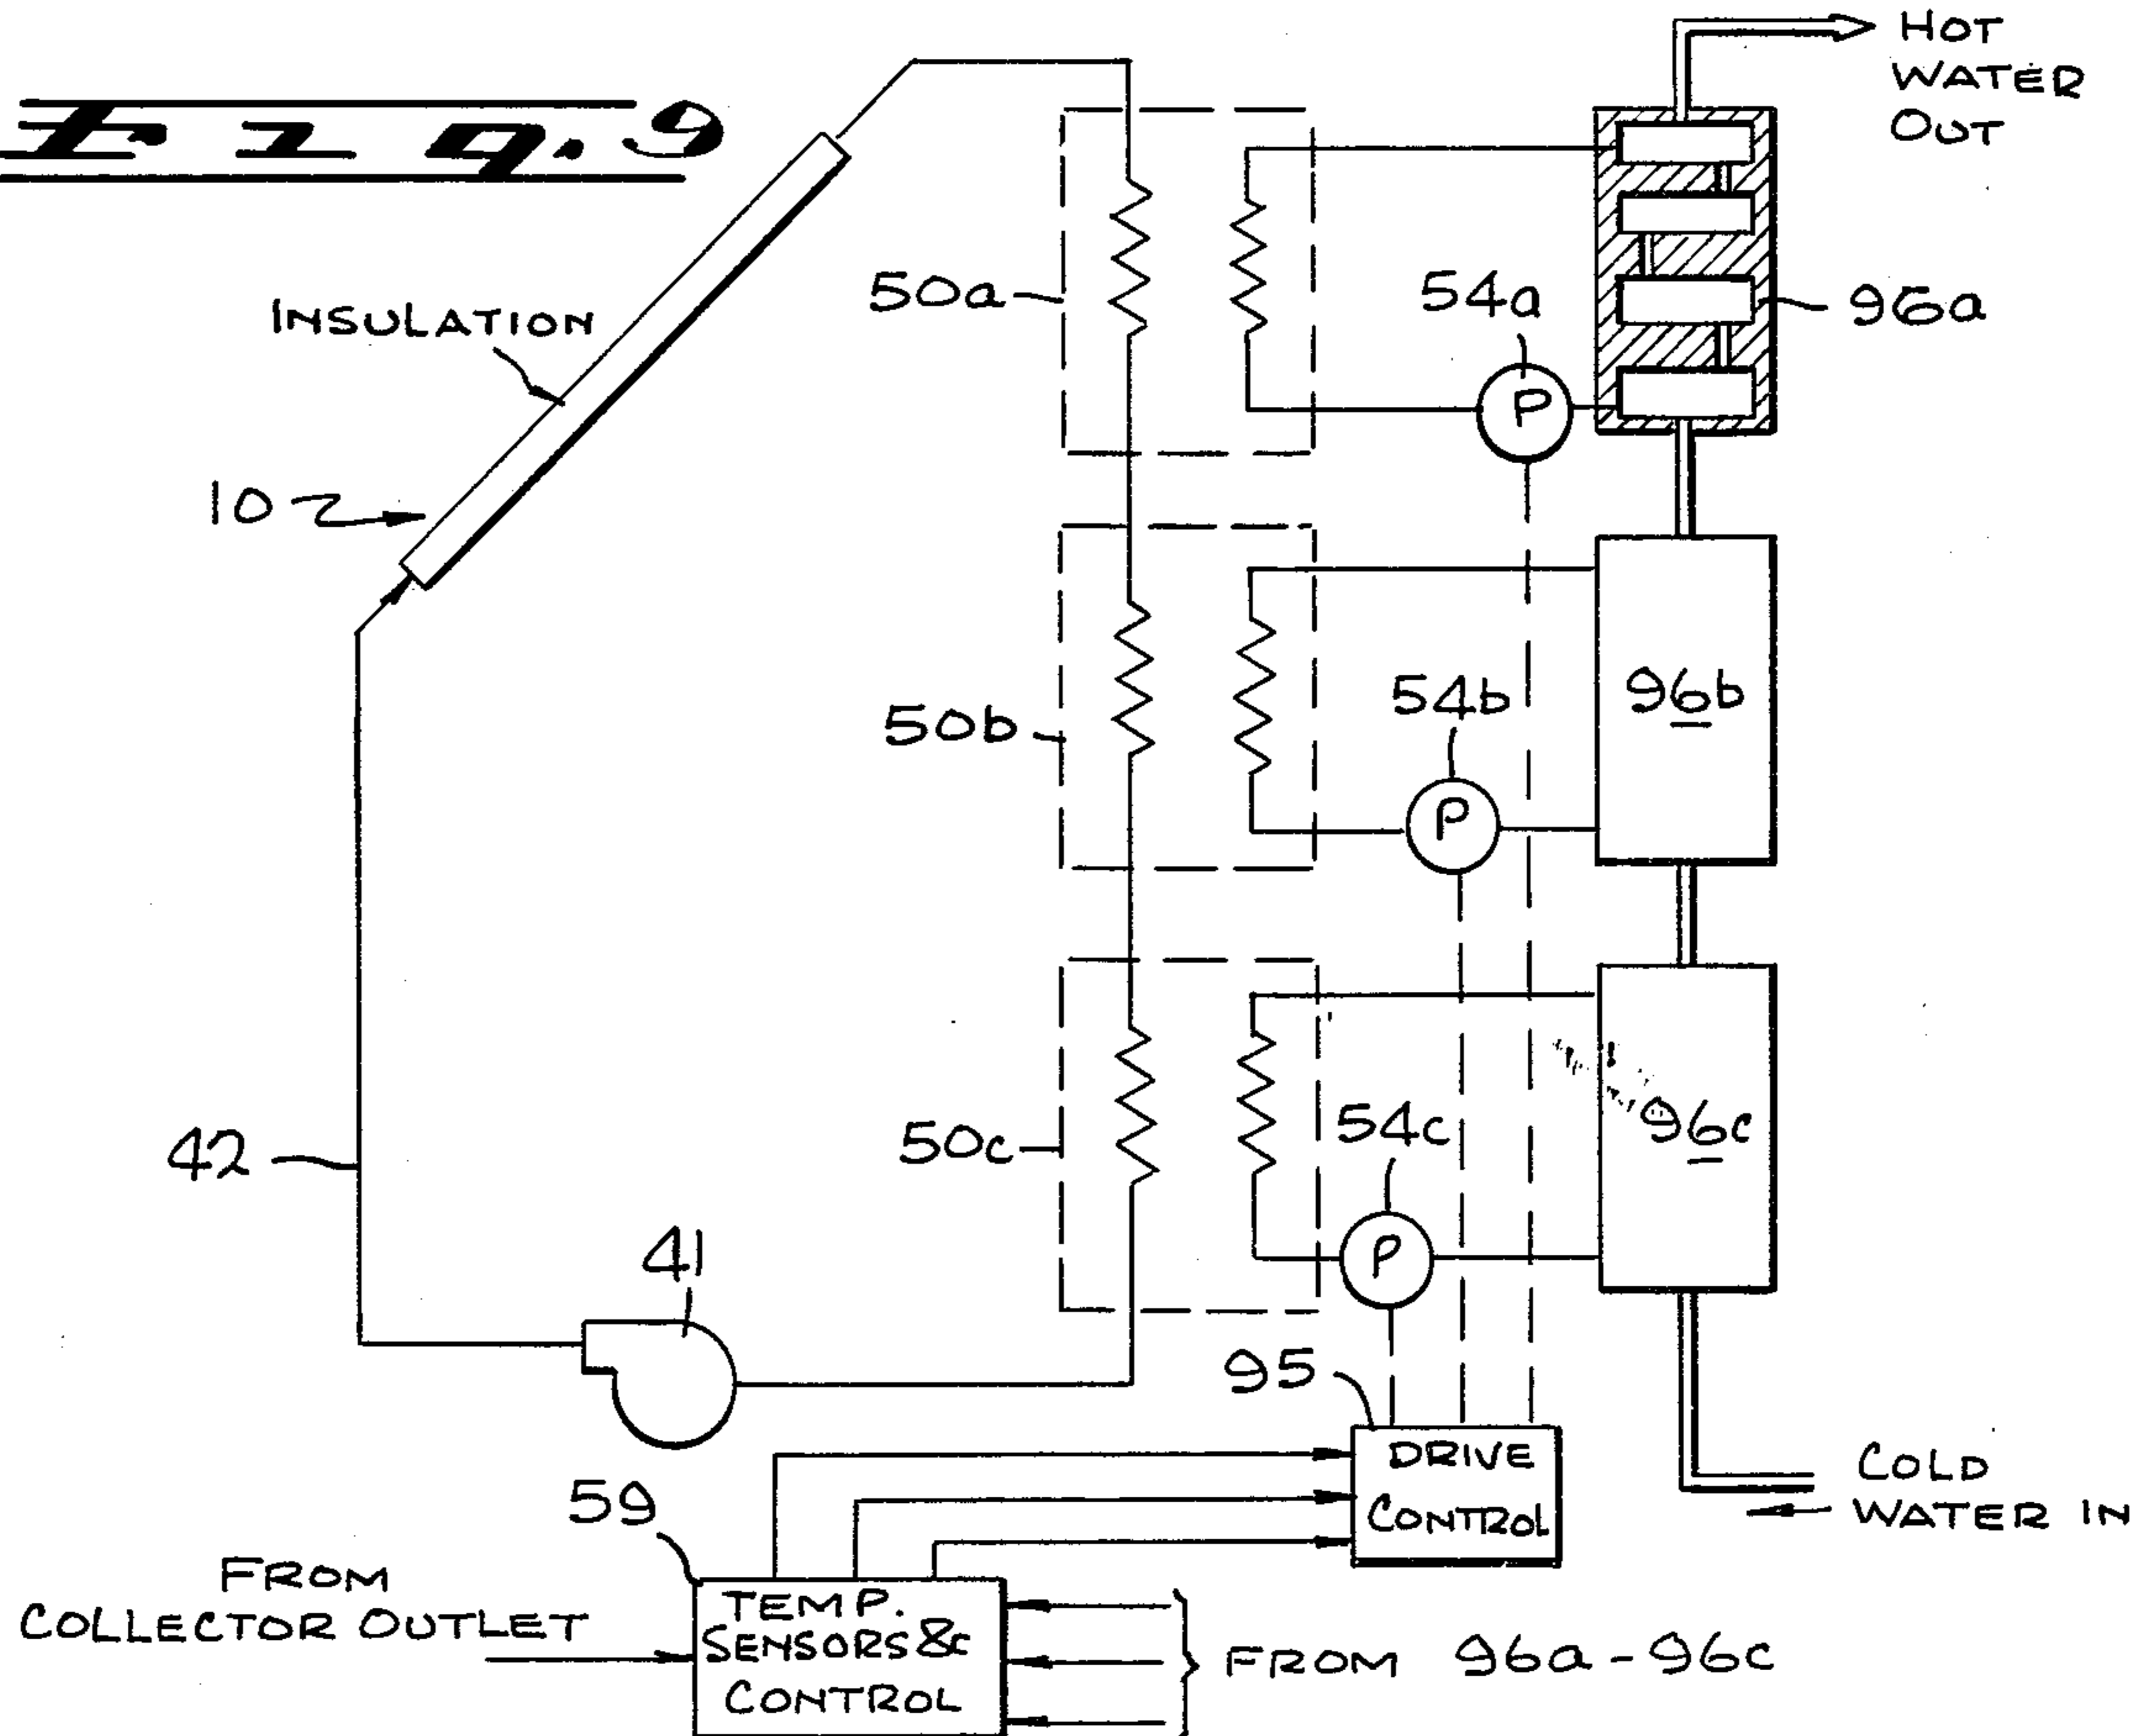 Fig. 9
HOT
WATER
OUT
INSULATION
50a
54a
96a
10
50b
54b
96b
50c
54c
96c
42
41
95
DRIVE
CONTROL
COLD
WATER IN
59
FROM
COLLECTOR OUTLET
TEMP.
SENSORS &
CONTROL
FROM 96a-96c
P
P
P